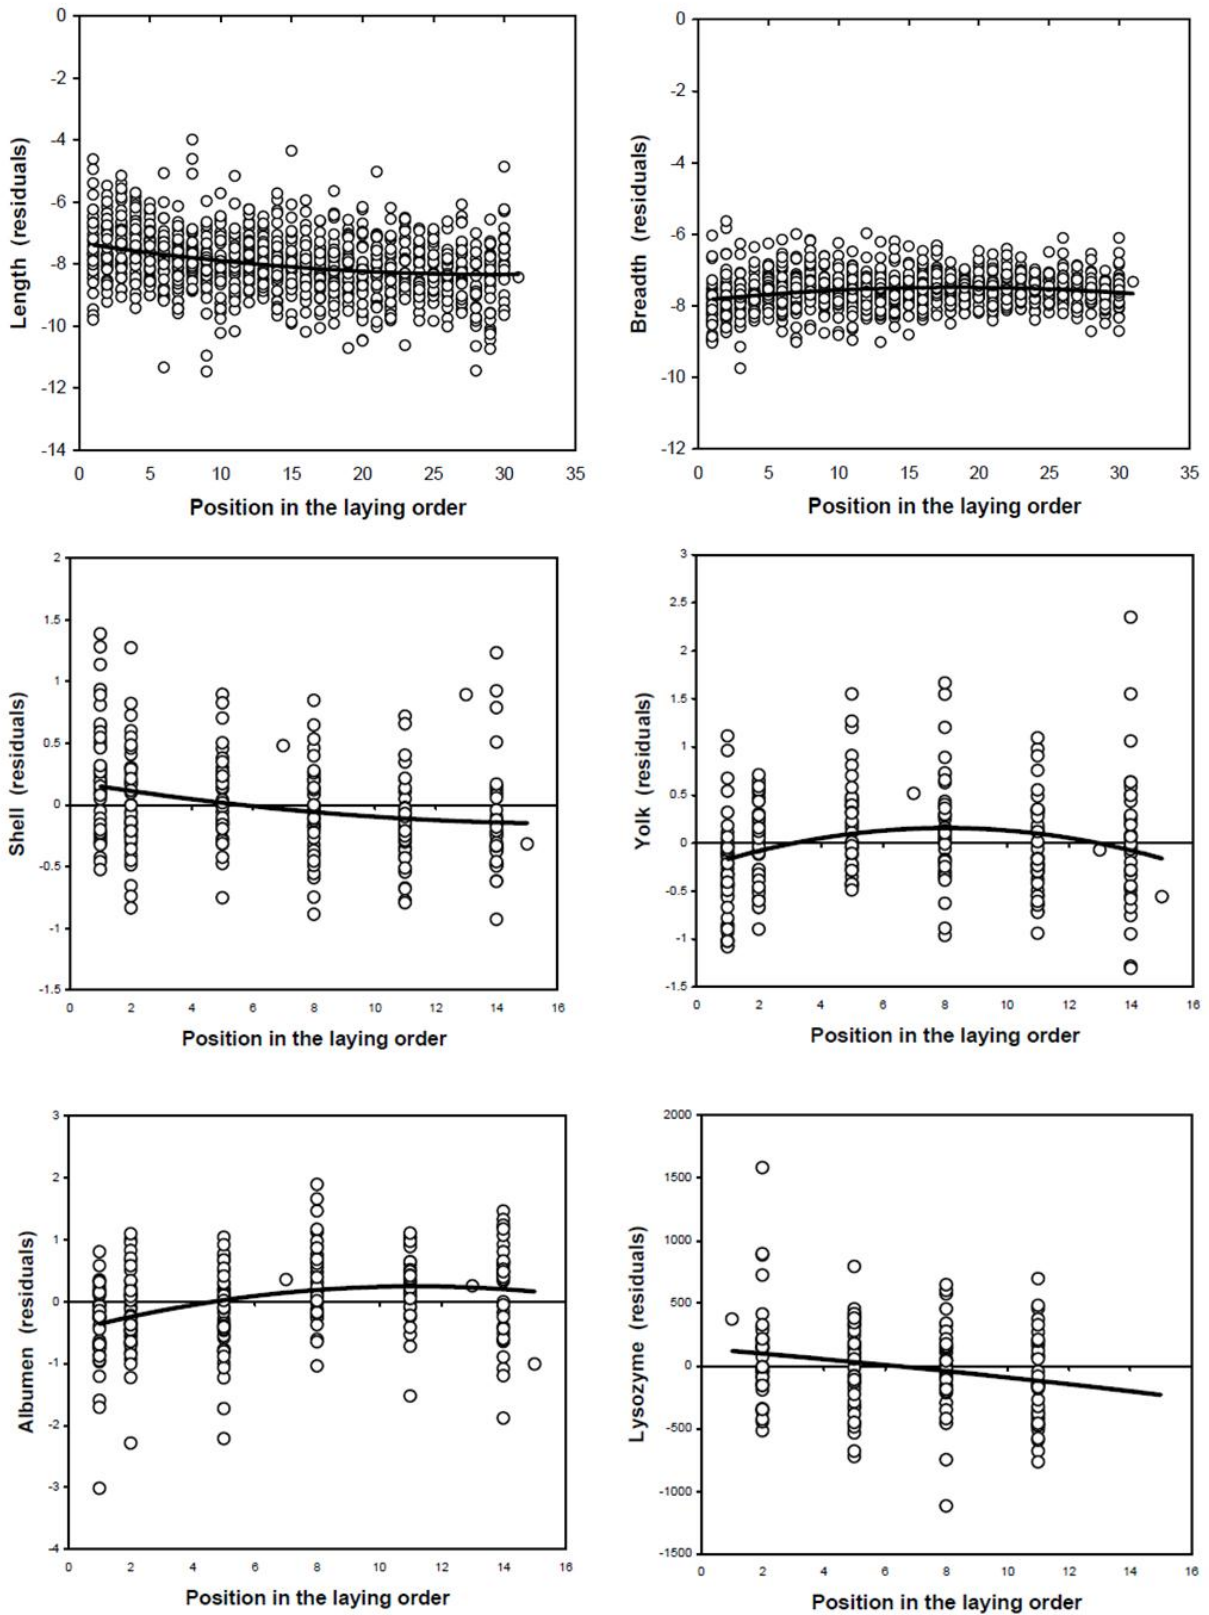 0
-2
-4
-6
-8
-10
-12
-14
0 5 10 15 20 25 30 35
Length (residuals)
Position in the laying order
0
-2
-4
-6
-8
-10
-12
0 5 10 15 20 25 30 35
Breadth (residuals)
Position in the laying order
2
1.5
1
0.5
0
-0.5
-1
-1.5
0 2 4 6 8 10 12 14 16
Shell (residuals)
Position in the laying order
3
2.5
2
1.5
1
0.5
0
-0.5
-1
-1.5
0 2 4 6 8 10 12 14 16
Yolk (residuals)
Position in the laying order
3
2
1
0
-1
-2
-3
-4
0 2 4 6 8 10 12 14 16
Albumen (residuals)
Position in the laying order
2000
1500
1000
500
0
-500
-1000
-1500
0 2 4 6 8 10 12 14 16
Lysozyme (residuals)
Position in the laying order